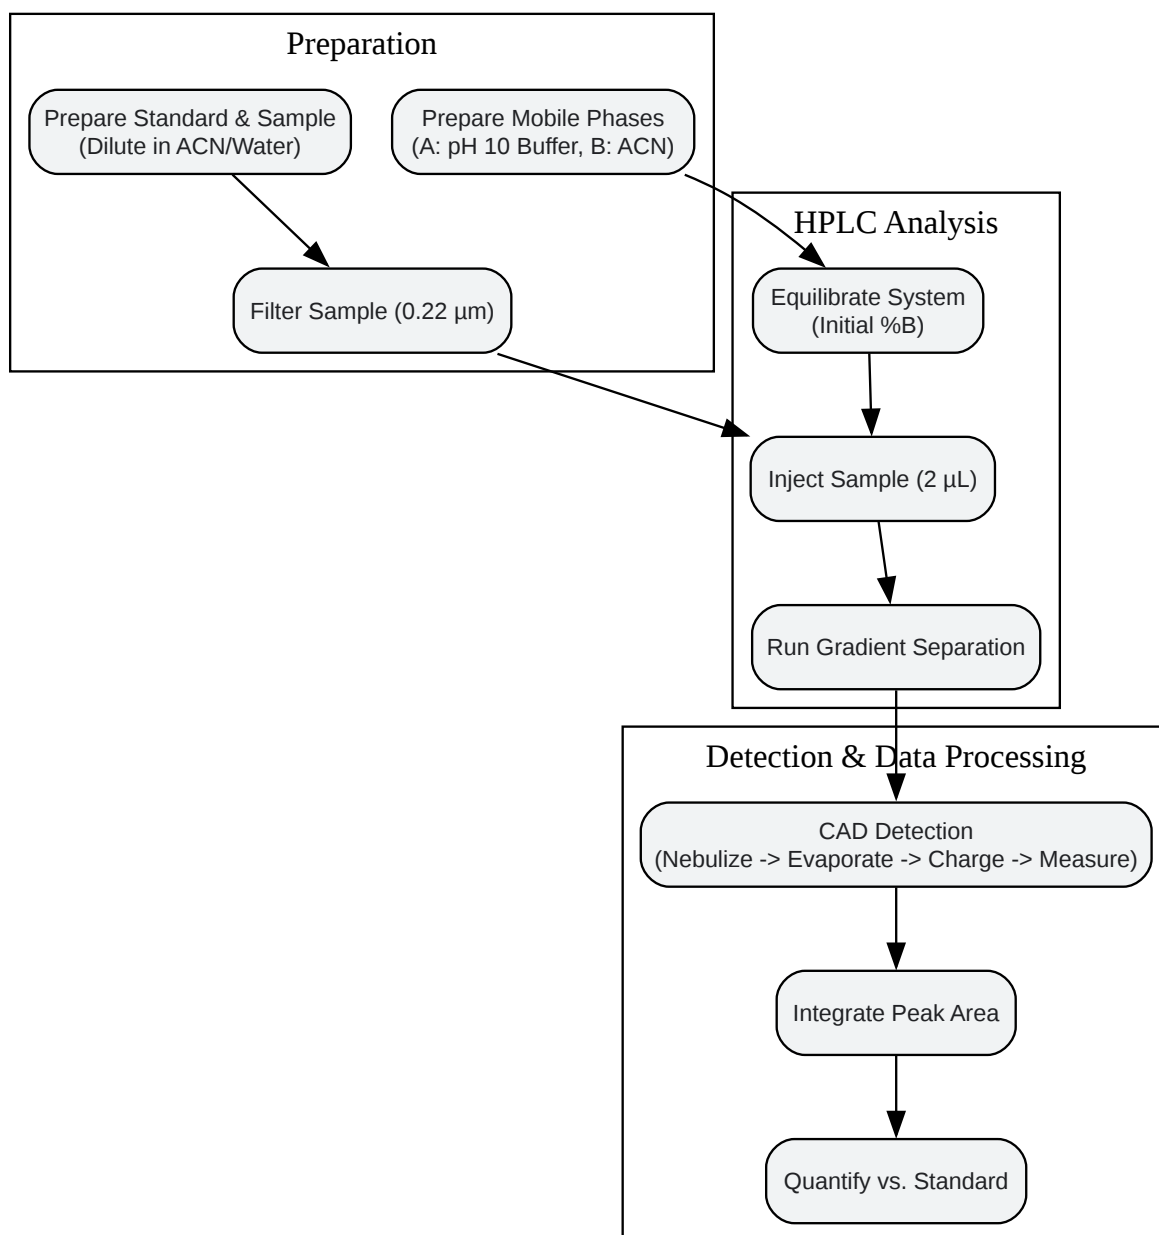 Preparation
Prepare Standard & Sample
(Dilute in ACN/Water)
Prepare Mobile Phases
(A: pH 10 Buffer, B: ACN)
Filter Sample (0.22 µm)
HPLC Analysis
Equilibrate System
(Initial %B)
Inject Sample (2 µL)
Run Gradient Separation
Detection & Data Processing
CAD Detection
(Nebulize -> Evaporate -> Charge -> Measure)
Integrate Peak Area
Quantify vs. Standard